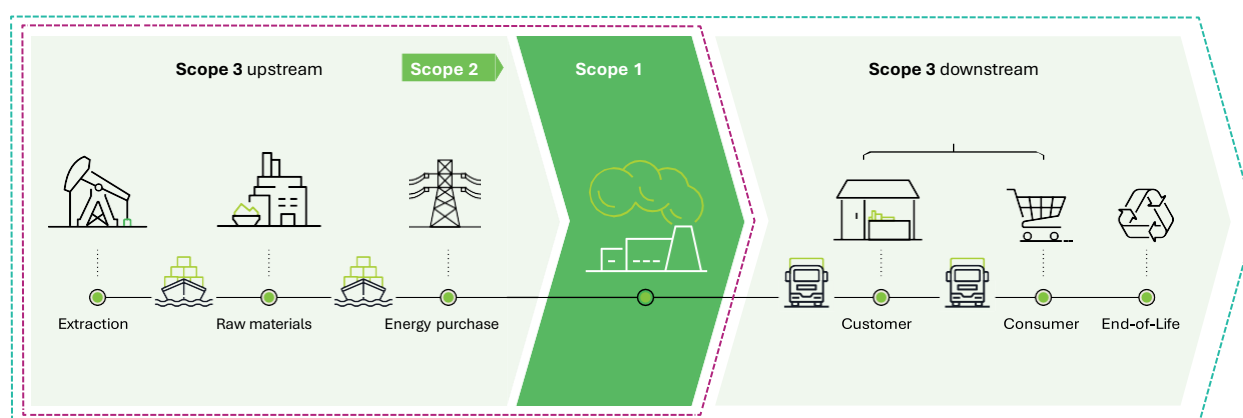 Scope 3 upstream
Scope 2
Scope 1
Scope 3 downstream
Extraction
Raw materials
Energy purchase
Customer
Consumer
End-of-Life